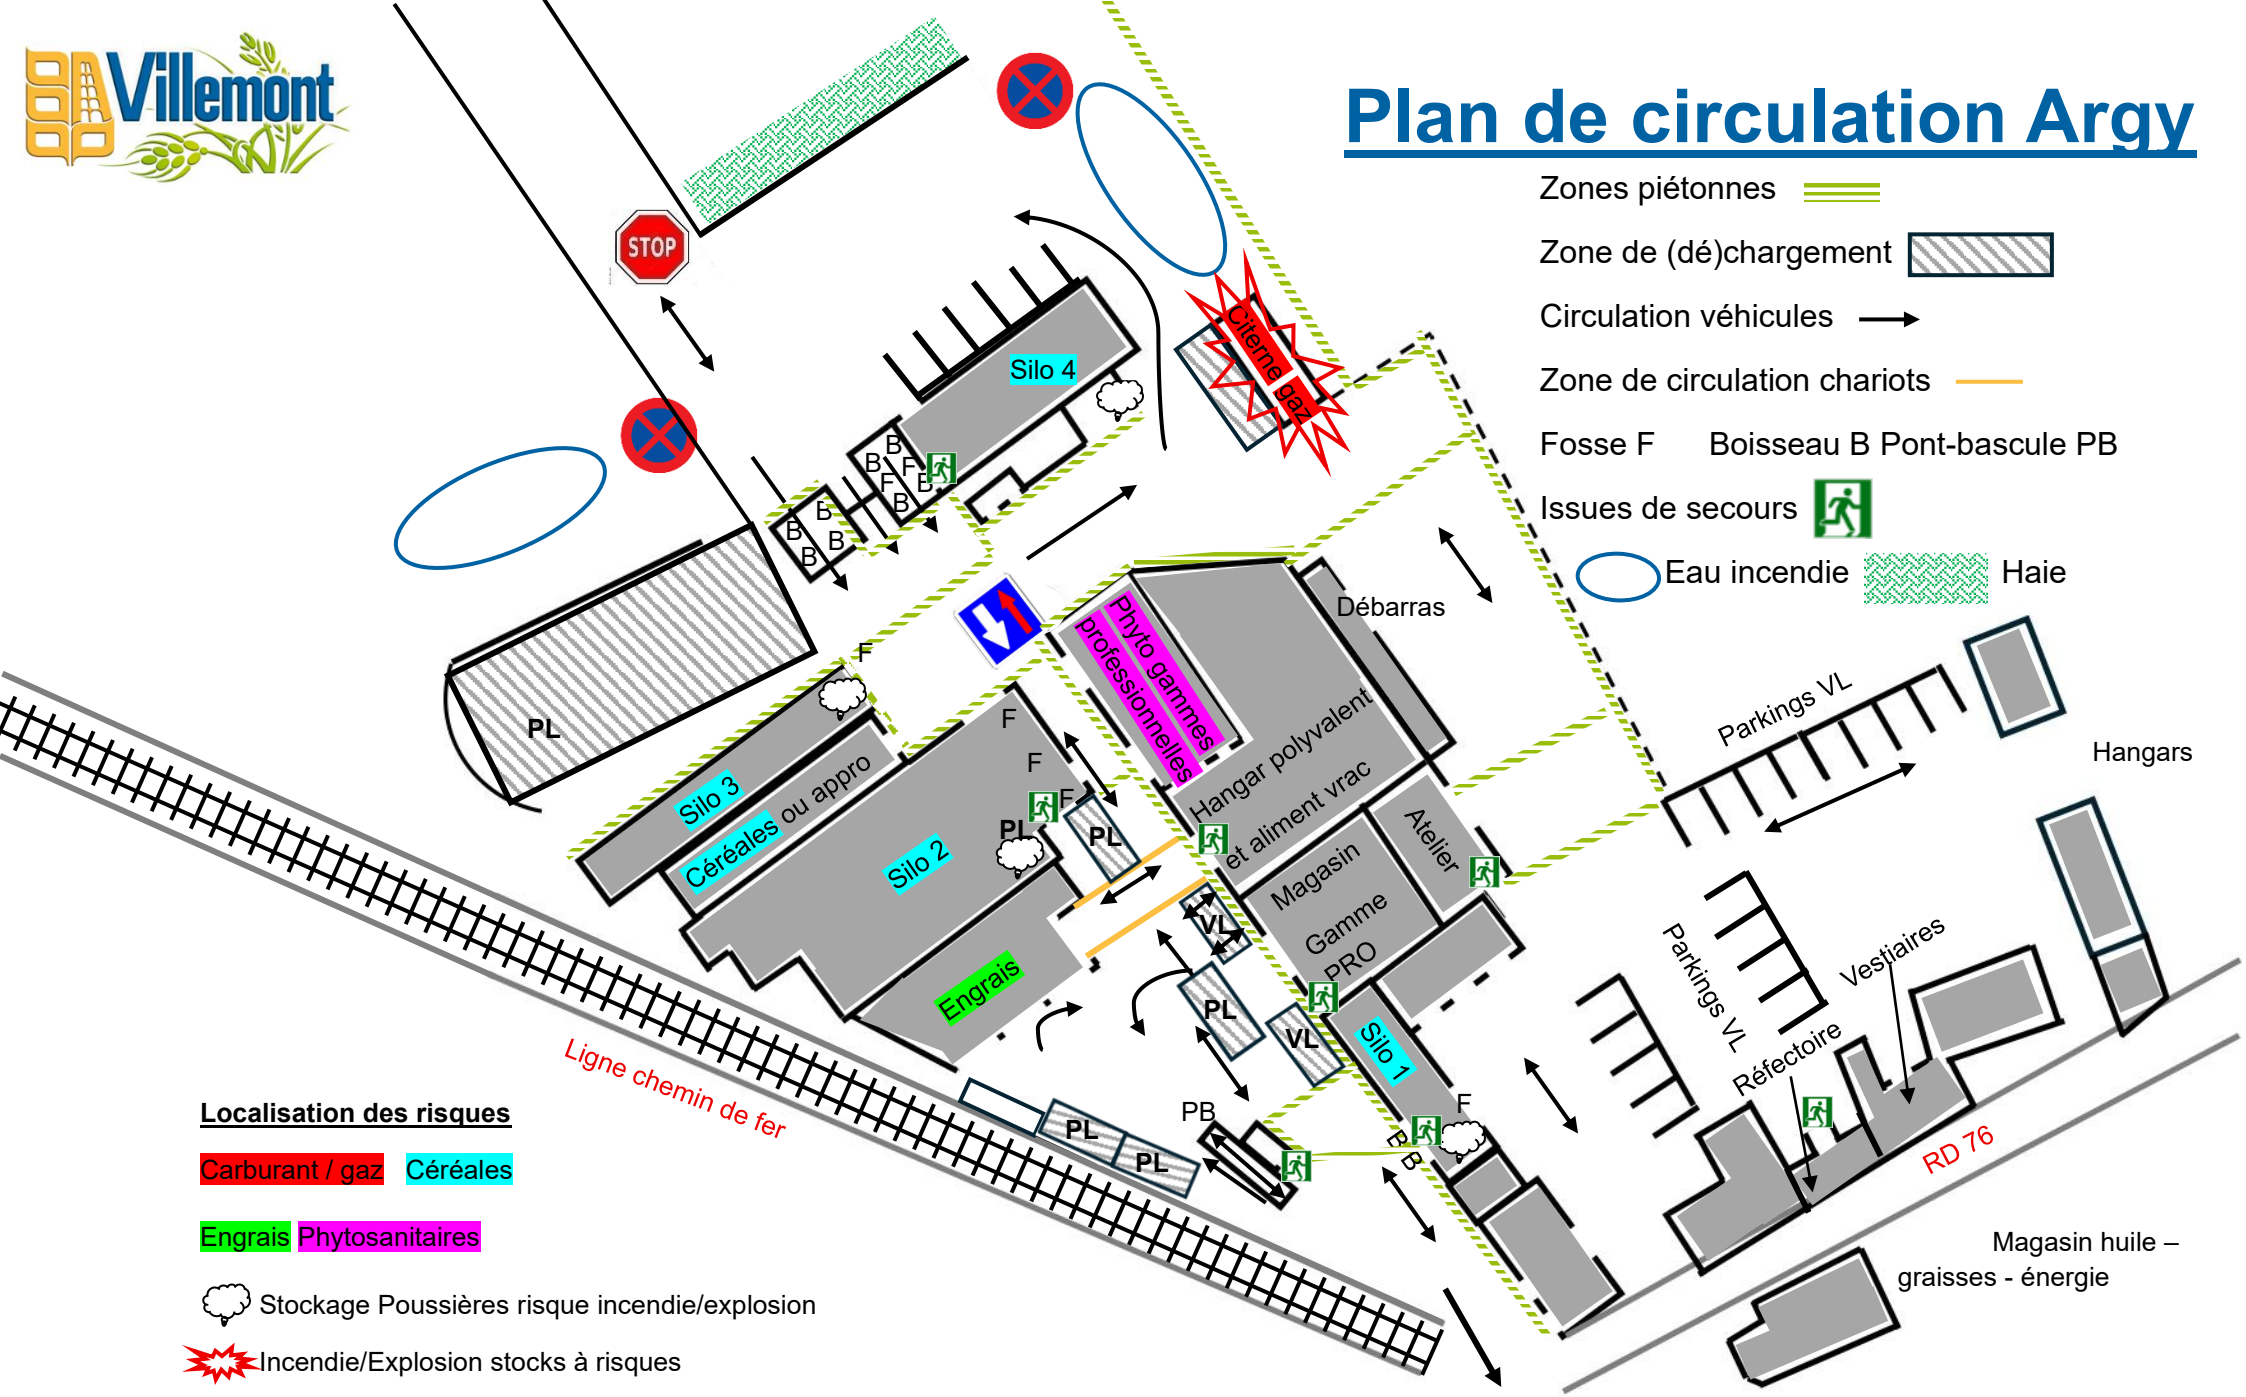 Villemont
Plan de circulation Argy
Zones piétonnes
Zone de (dé)chargement
Circulation véhicules
Zone de circulation chariots
Fosse F Boisseau B Pont-bascule PB
Issues de secours
Eau incendie Haie
STOP
Silo 4
Citerne gaz
B
B
F
F
B
B
B
B
B
B
Débarras
F
Phyto gammes
professionnelles
PL
Silo 3
Céréales ou appro
F
F
F
PL
PL
Silo 2
Hangar polyvalent
et aliment vrac
Atelier
Magasin
Gamme
PRO
VL
PL
VL
Engrais
Silo 1
F
B
B
PB
PL
PL
Parkings VL
Hangars
Parkings VL
Vestiaires
Réfectoire
RD 76
Magasin huile –
graisses - énergie
Ligne chemin de fer
Localisation des risques
Carburant / gaz Céréales
Engrais Phytosanitaires
Stockage Poussières risque incendie/explosion
Incendie/Explosion stocks à risques